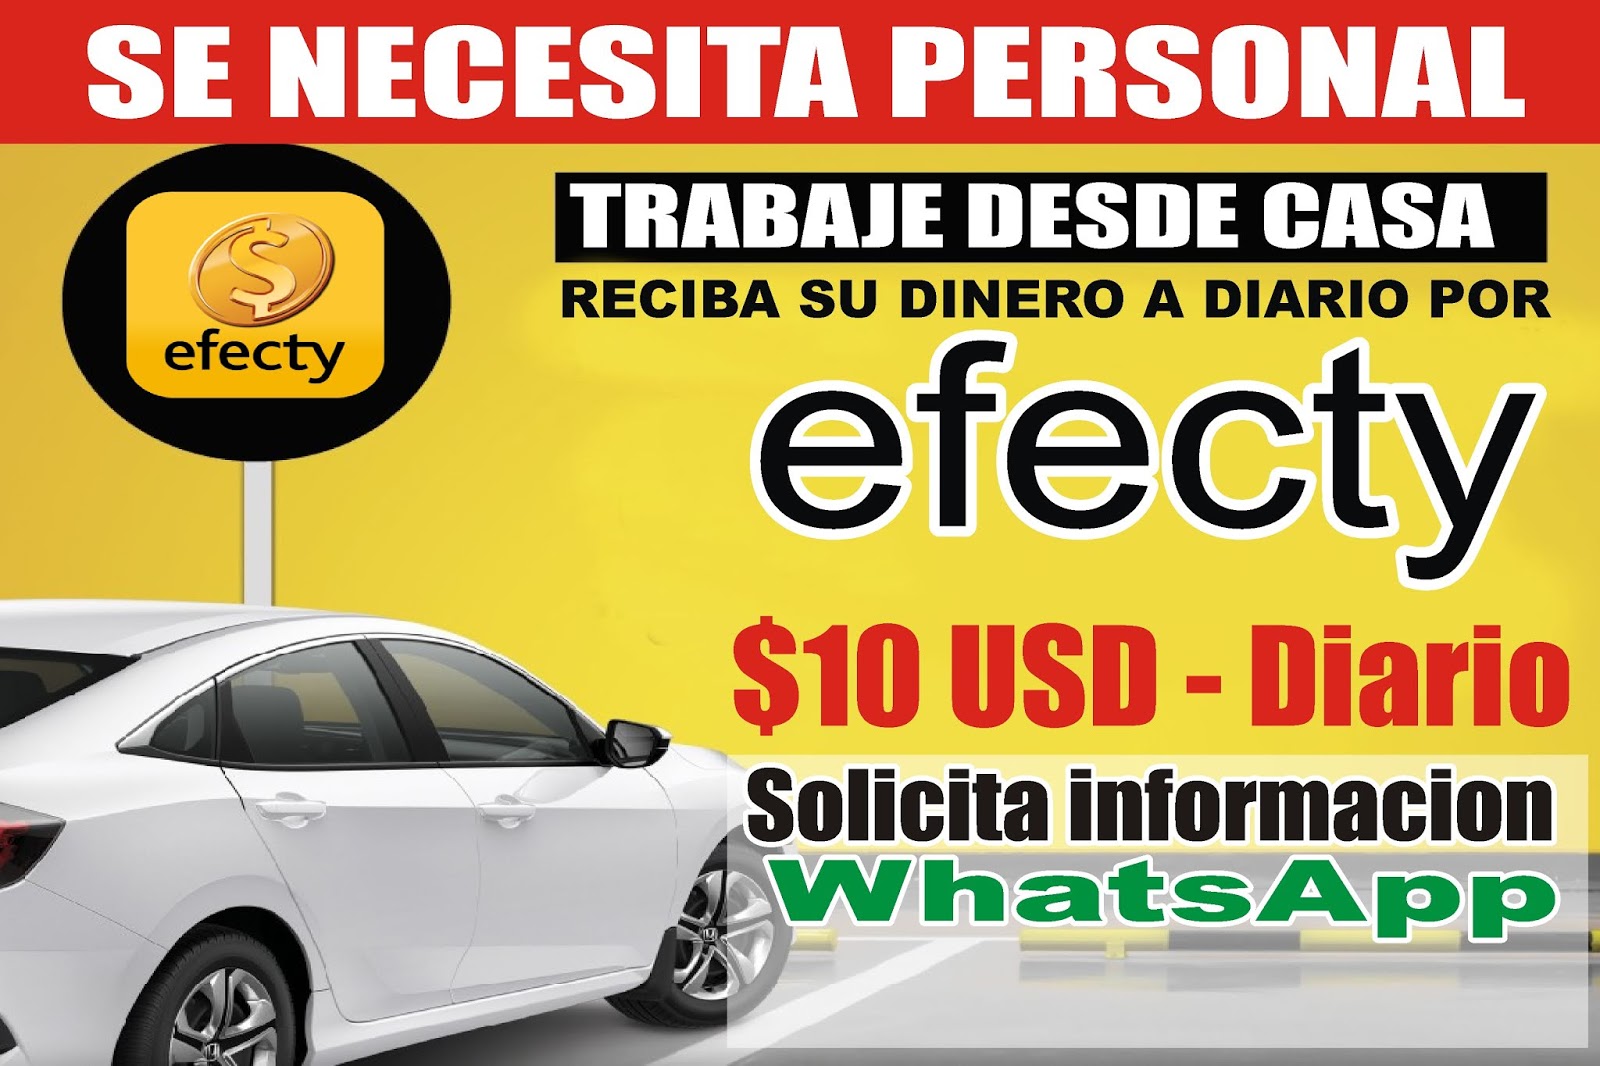 SE NECESITA PERSONAL
efecty
TRABAJE DESDE CASA
RECIBA SU DINERO A DIARIO POR
efecty
$10 USD - Diario
Solicita informacion
WhatsApp